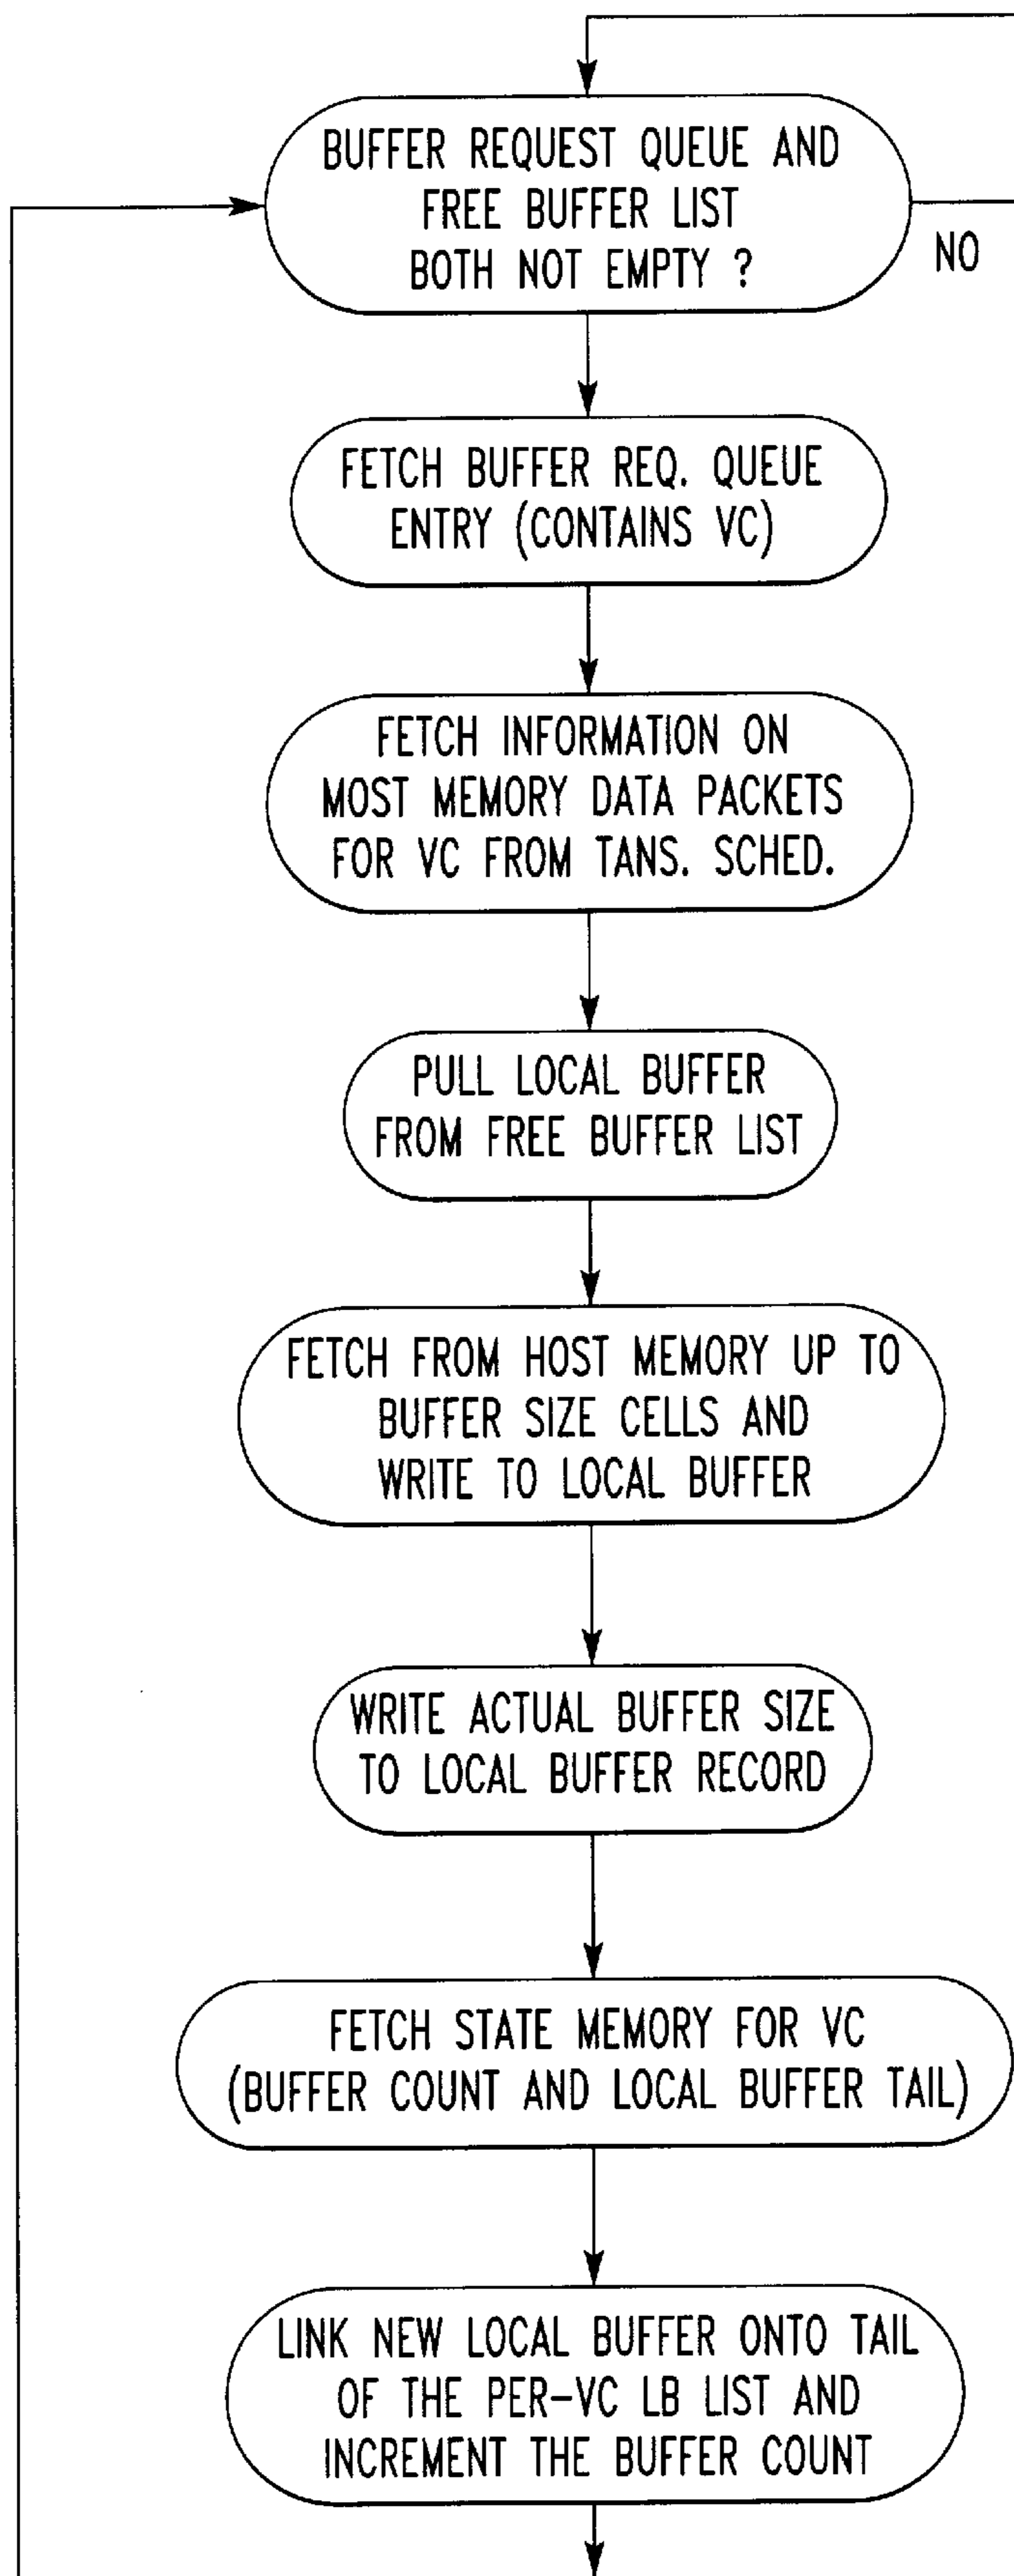 BUFFER REQUEST QUEUE AND
FREE BUFFER LIST
BOTH NOT EMPTY ?
NO
FETCH BUFFER REQ. QUEUE
ENTRY (CONTAINS VC)
FETCH INFORMATION ON
MOST MEMORY DATA PACKETS
FOR VC FROM TANS. SCHED.
PULL LOCAL BUFFER
FROM FREE BUFFER LIST
FETCH FROM HOST MEMORY UP TO
BUFFER SIZE CELLS AND
WRITE TO LOCAL BUFFER
WRITE ACTUAL BUFFER SIZE
TO LOCAL BUFFER RECORD
FETCH STATE MEMORY FOR VC
(BUFFER COUNT AND LOCAL BUFFER TAIL)
LINK NEW LOCAL BUFFER ONTO TAIL
OF THE PER-VC LB LIST AND
INCREMENT THE BUFFER COUNT